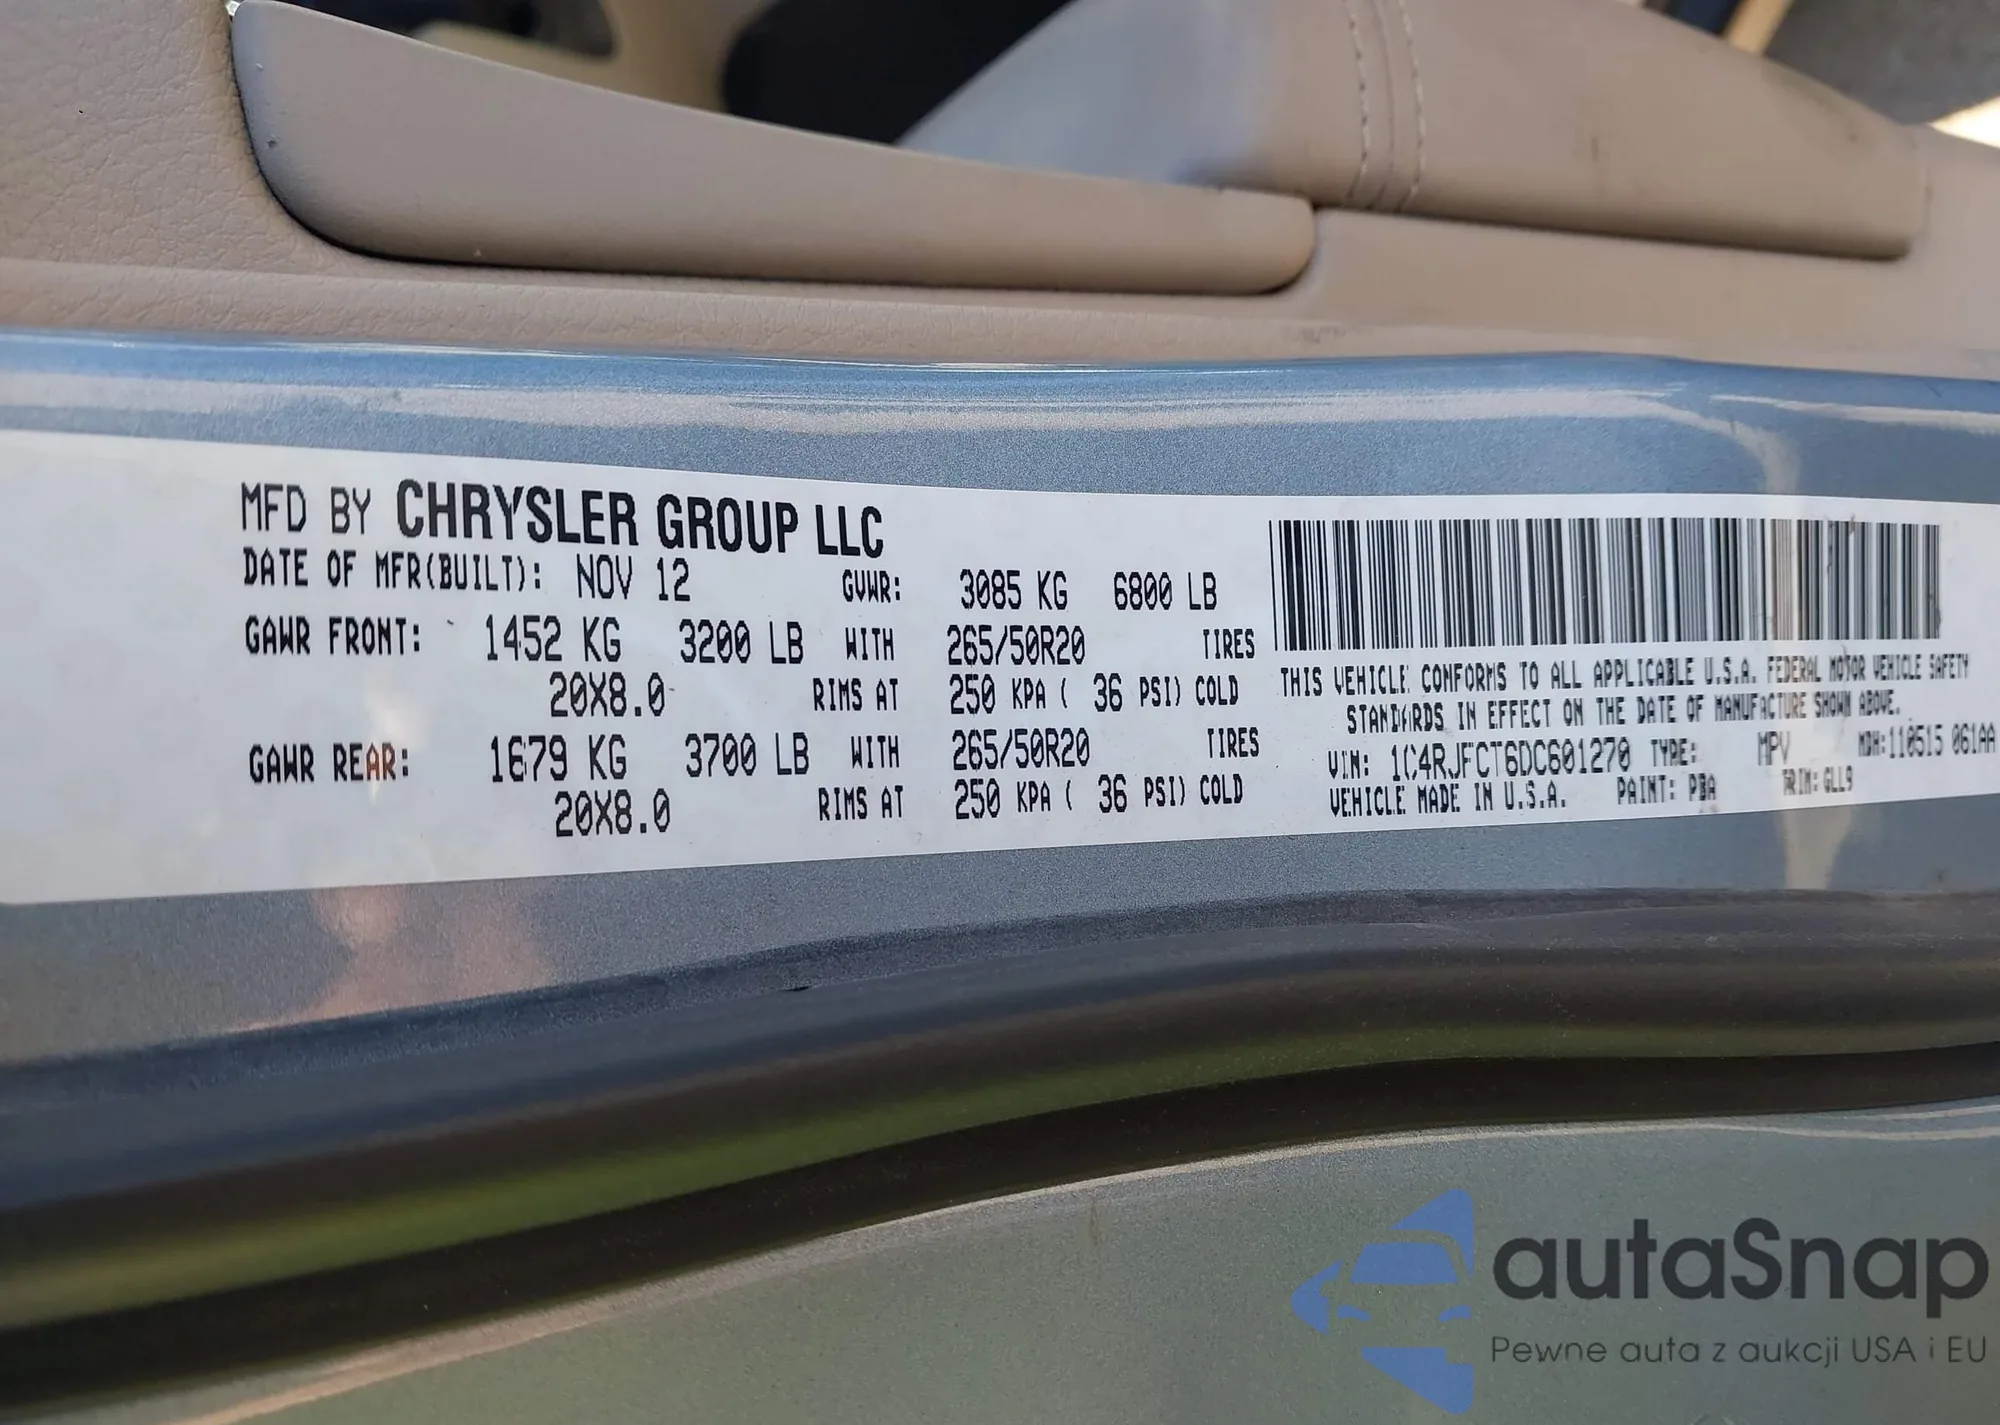 MFD BY CHRYSLER GROUP LLC
DATE OF MFR(BUILT): NOV 12 GVWR: 3085 KG 6800 LB
GAWR FRONT: 1452 KG 3200 LB WITH 265/50R20 TIRES
20X8.0 RIMS AT 250 KPA ( 36 PSI) COLD
GAWR REAR: 1679 KG 3700 LB WITH 265/50R20 TIRES
20X8.0 RIMS AT 250 KPA ( 36 PSI) COLD
THIS VEHICLE CONFORMS TO ALL APPLICABLE U.S.A. FEDERAL MOTOR VEHICLE SAFETY
STANDARDS IN EFFECT ON THE DATE OF MANUFACTURE SHOWN ABOVE.
VIN: 1C4RJFCT6DC601270 TYPE: MPV MDH:110515 061AA
VEHICLE MADE IN U.S.A. PAINT: PBA TRIM: GLL9
autaSnap
Pewne auta z aukcji USA i EU